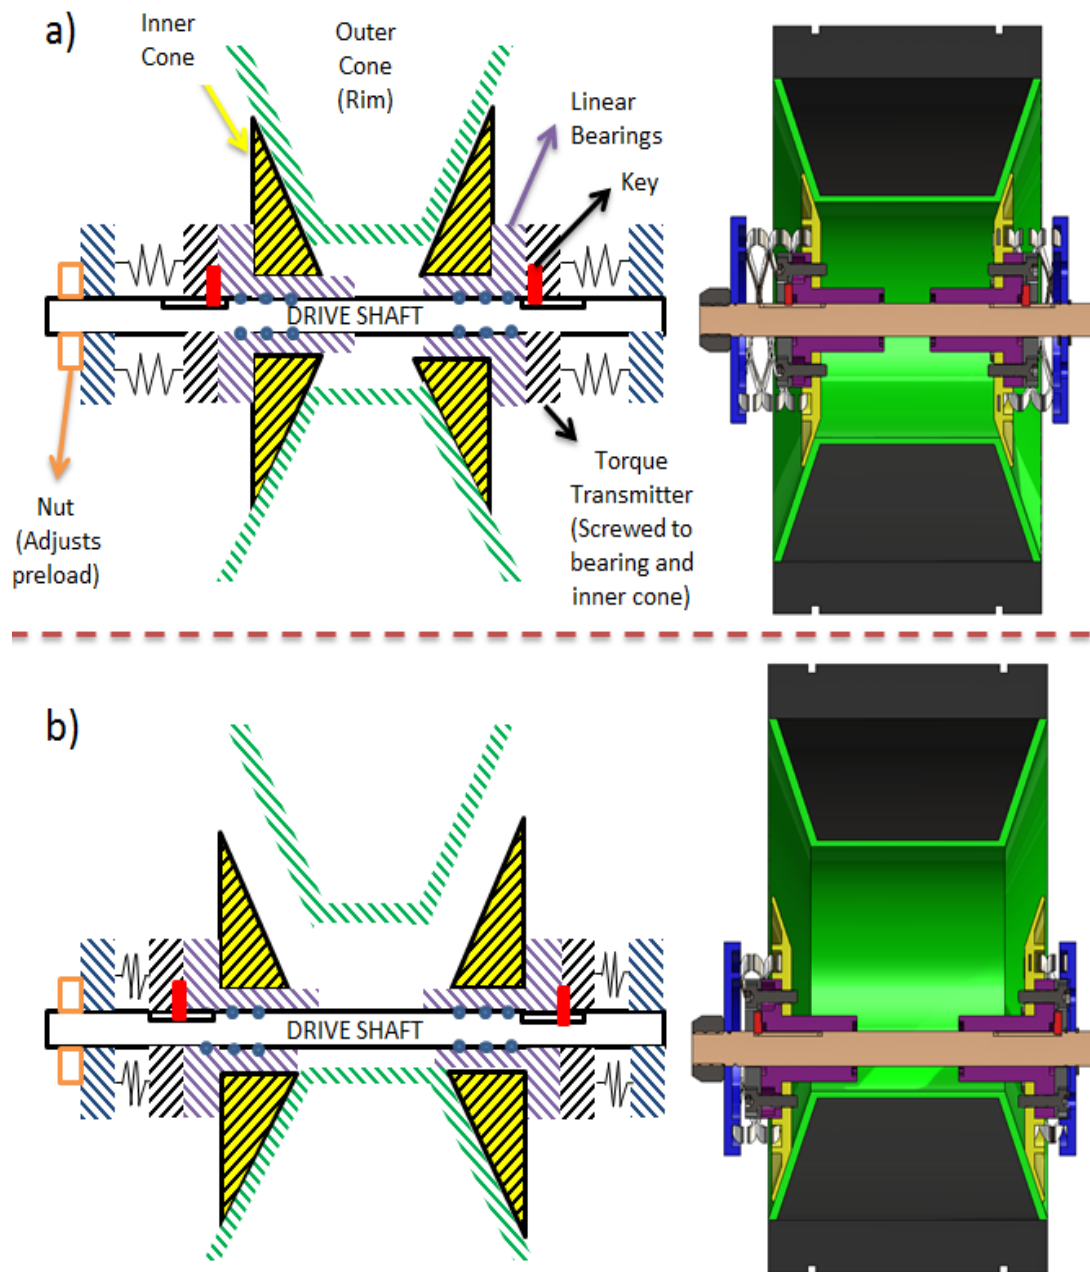 a)
Inner
Cone
Outer
Cone
(Rim)
Linear
Bearings
Key
DRIVE SHAFT
Nut
(Adjusts
preload)
Torque
Transmitter
(Screwed to
bearing and
inner cone)
b)
DRIVE SHAFT